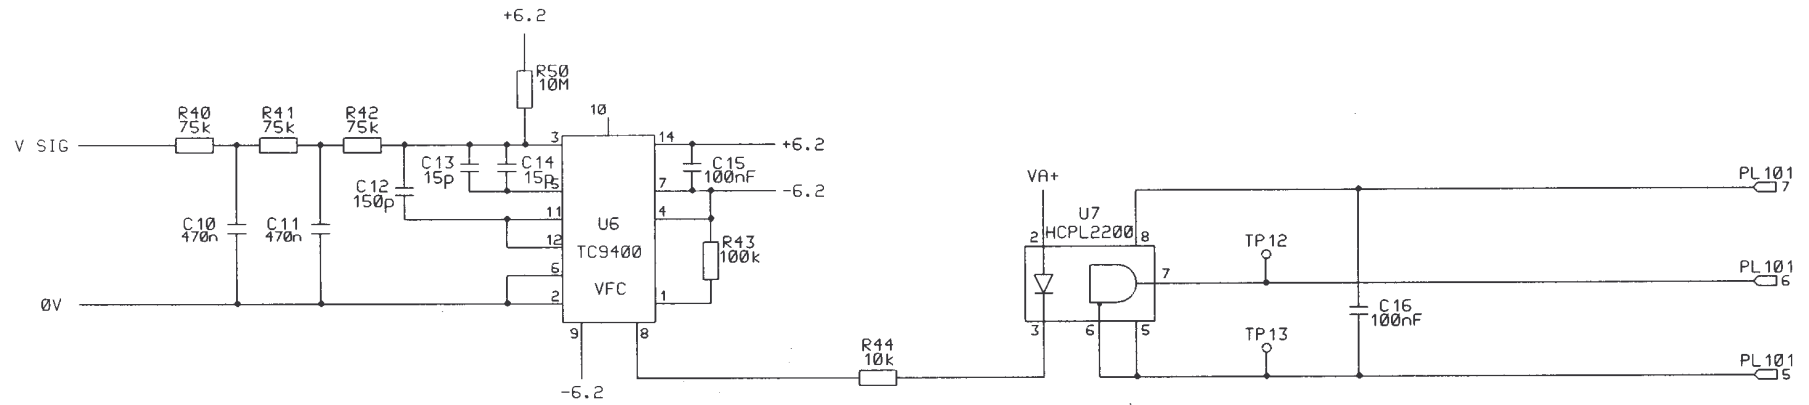 +6.2
R50
10M
R40
75k
R41
75k
R42
75k
V SIG
10
3
14
+6.2
C13
15p
C14
15p
5
C15
100nF
7
-6.2
C12
150p
11
4
12
U6
TC9400
VFC
R43
100k
C10
470n
C11
470n
6
0V
2
1
9
8
-6.2
R44
10k
VA+
U7
HCPL2200
2
8
7
3
6
5
TP12
TP13
C16
100nF
PL101
7
PL101
6
PL101
5